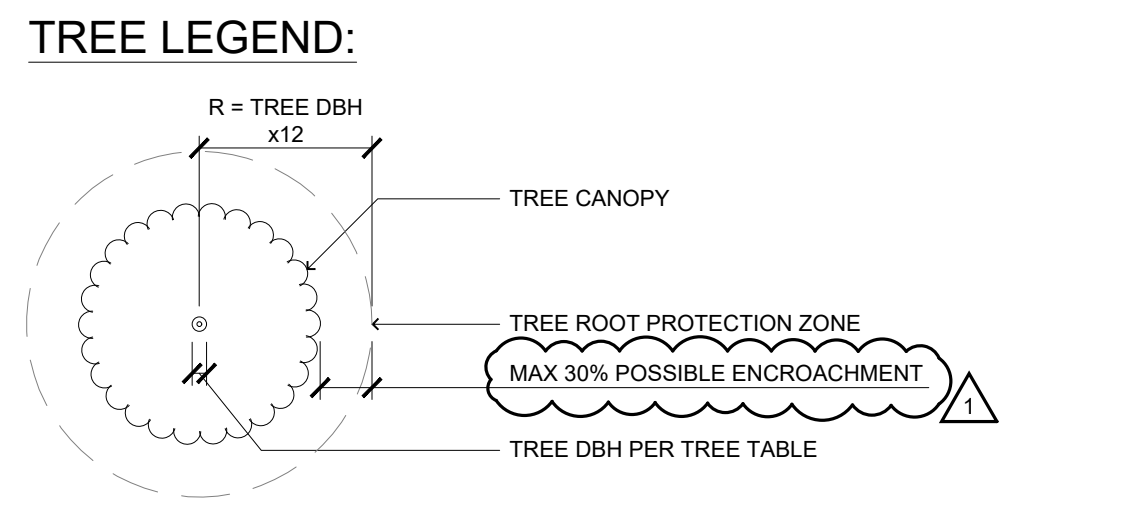 TREE LEGEND:
R = TREE DBH
x12
TREE CANOPY
TREE ROOT PROTECTION ZONE
MAX 30% POSSIBLE ENCROACHMENT
1
TREE DBH PER TREE TABLE